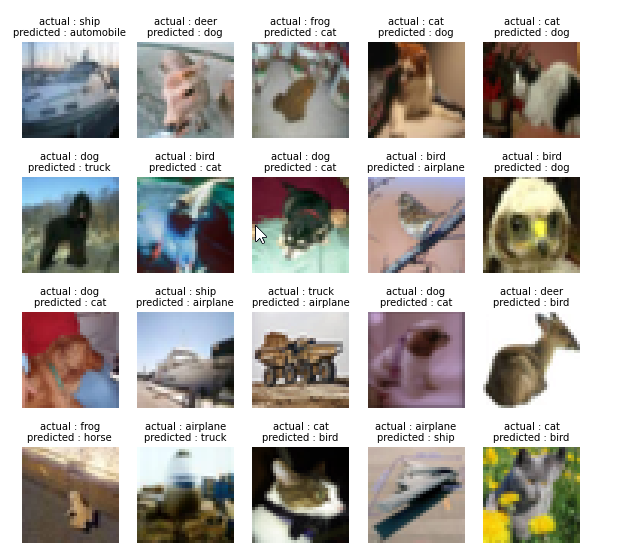 actual : ship
predicted : automobile
actual : deer
predicted : dog
actual : frog
predicted : cat
actual : cat
predicted : dog
actual : cat
predicted : dog
actual : dog
predicted : truck
actual : bird
predicted : cat
actual : dog
predicted : cat
actual : bird
predicted : airplane
actual : bird
predicted : dog
actual : dog
predicted : cat
actual : ship
predicted : airplane
actual : truck
predicted : airplane
actual : dog
predicted : cat
actual : deer
predicted : bird
actual : frog
predicted : horse
actual : airplane
predicted : truck
actual : cat
predicted : bird
actual : airplane
predicted : ship
actual : cat
predicted : bird